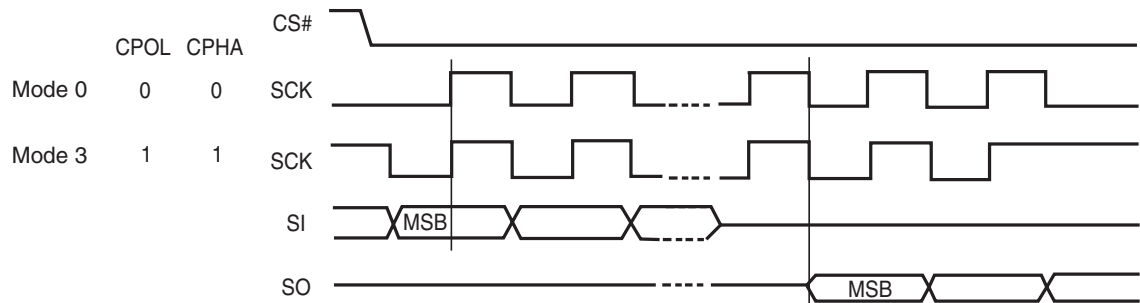 CS#
CPOL CPHA
Mode 0 0 0 SCK
Mode 3 1 1 SCK
SI MSB
SO MSB